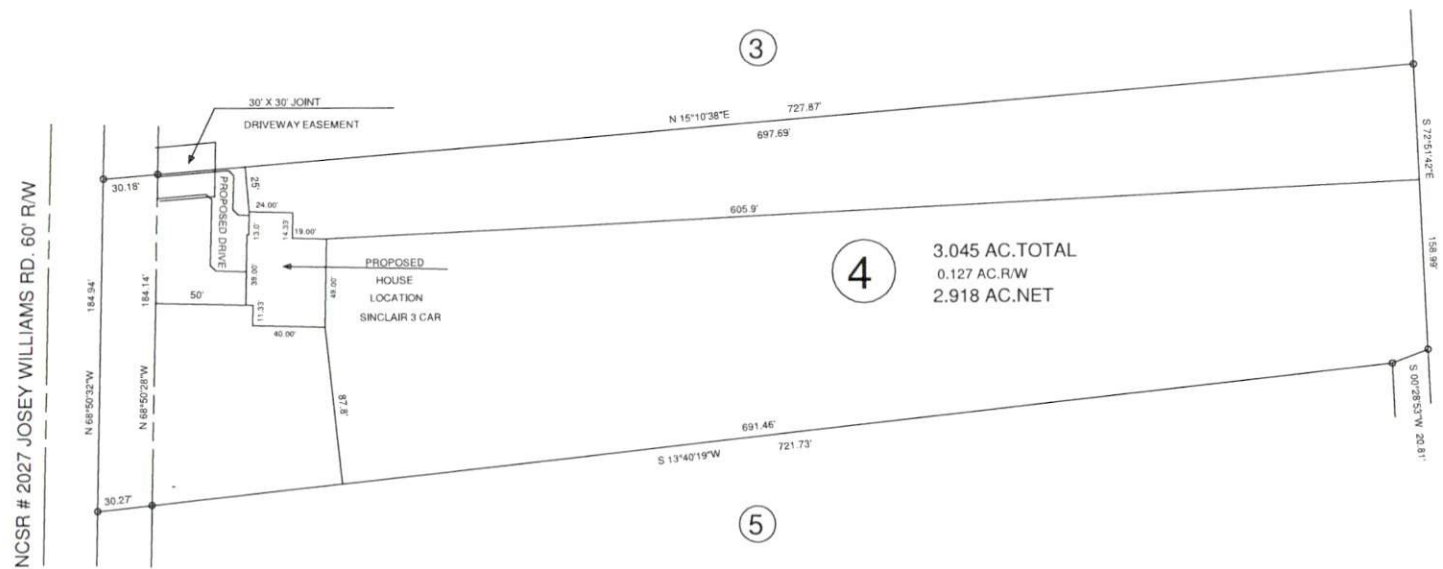 3
30' X 30' JOINT
DRIVEWAY EASEMENT
N 15°10'38"E
727.87'
697.69'
S 72°51'42"E
158.99'
30.18'
25'
PROPOSED DRIVE
24.00'
13.0'
14.33'
19.00'
605.9'
NCSR # 2027 JOSEY WILLIAMS RD. 60' R/W
184.94'
N 68°50'32"W
184.14'
N 68°50'28"W
50'
39.00'
11.33'
40.00'
49.00'
PROPOSED
HOUSE
LOCATION
SINCLAIR 3 CAR
4
3.045 AC.TOTAL
0.127 AC.R/W
2.918 AC.NET
87.8'
691.46'
S 13°40'19"W
721.73'
S 00°28'53"W 20.81'
30.27'
5